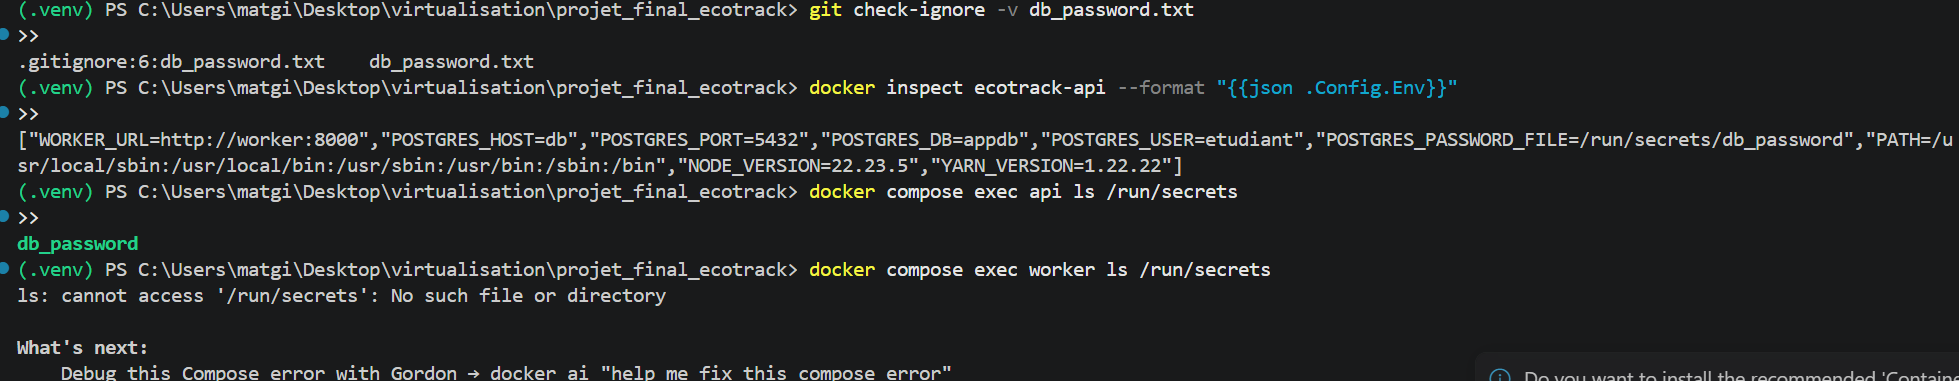 (.venv) PS C:\Users\matgi\Desktop\virtualisation\projet_final_ecotrack> git check-ignore -v db_password.txt
>>
.gitignore:6:db_password.txt    db_password.txt
(.venv) PS C:\Users\matgi\Desktop\virtualisation\projet_final_ecotrack> docker inspect ecotrack-api --format "{{json .Config.Env}}"
>>
["WORKER_URL=http://worker:8000","POSTGRES_HOST=db","POSTGRES_PORT=5432","POSTGRES_DB=appdb","POSTGRES_USER=etudiant","POSTGRES_PASSWORD_FILE=/run/secrets/db_password","PATH=/u
sr/local/sbin:/usr/local/bin:/usr/sbin:/usr/bin:/sbin:/bin","NODE_VERSION=22.23.5","YARN_VERSION=1.22.22"]
(.venv) PS C:\Users\matgi\Desktop\virtualisation\projet_final_ecotrack> docker compose exec api ls /run/secrets
>>
db_password
(.venv) PS C:\Users\matgi\Desktop\virtualisation\projet_final_ecotrack> docker compose exec worker ls /run/secrets
ls: cannot access '/run/secrets': No such file or directory
What's next:
    Debug this Compose error with Gordon → docker ai "help me fix this compose error"
Do you want to install the recommended 'Containe